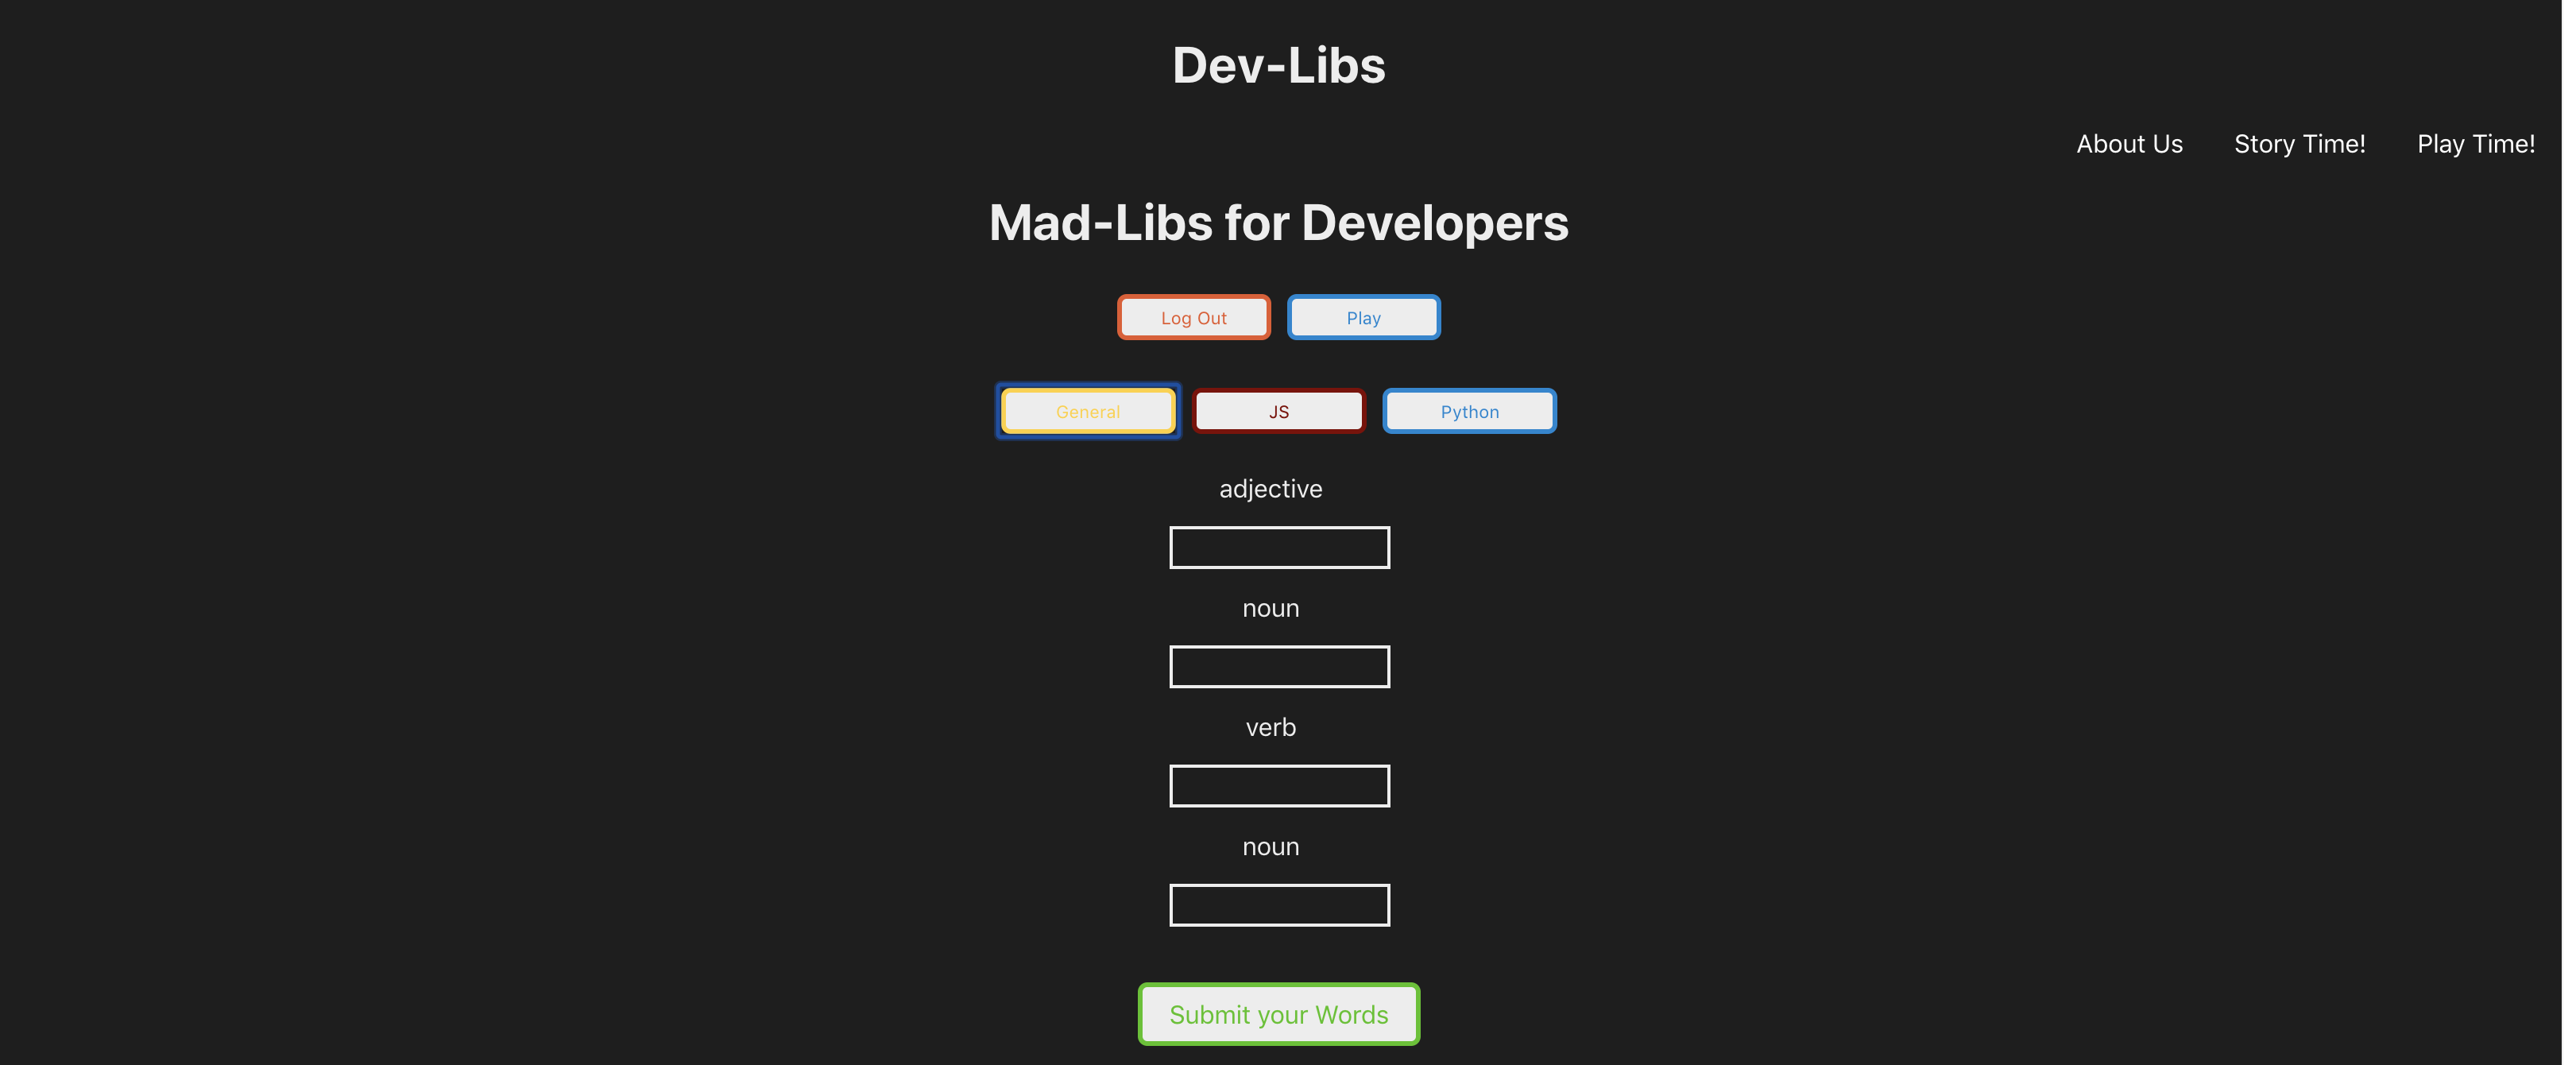 Dev-Libs
About Us Story Time! Play Time!
Mad-Libs for Developers
Log Out Play
General JS Python
adjective
noun
verb
noun
Submit your Words